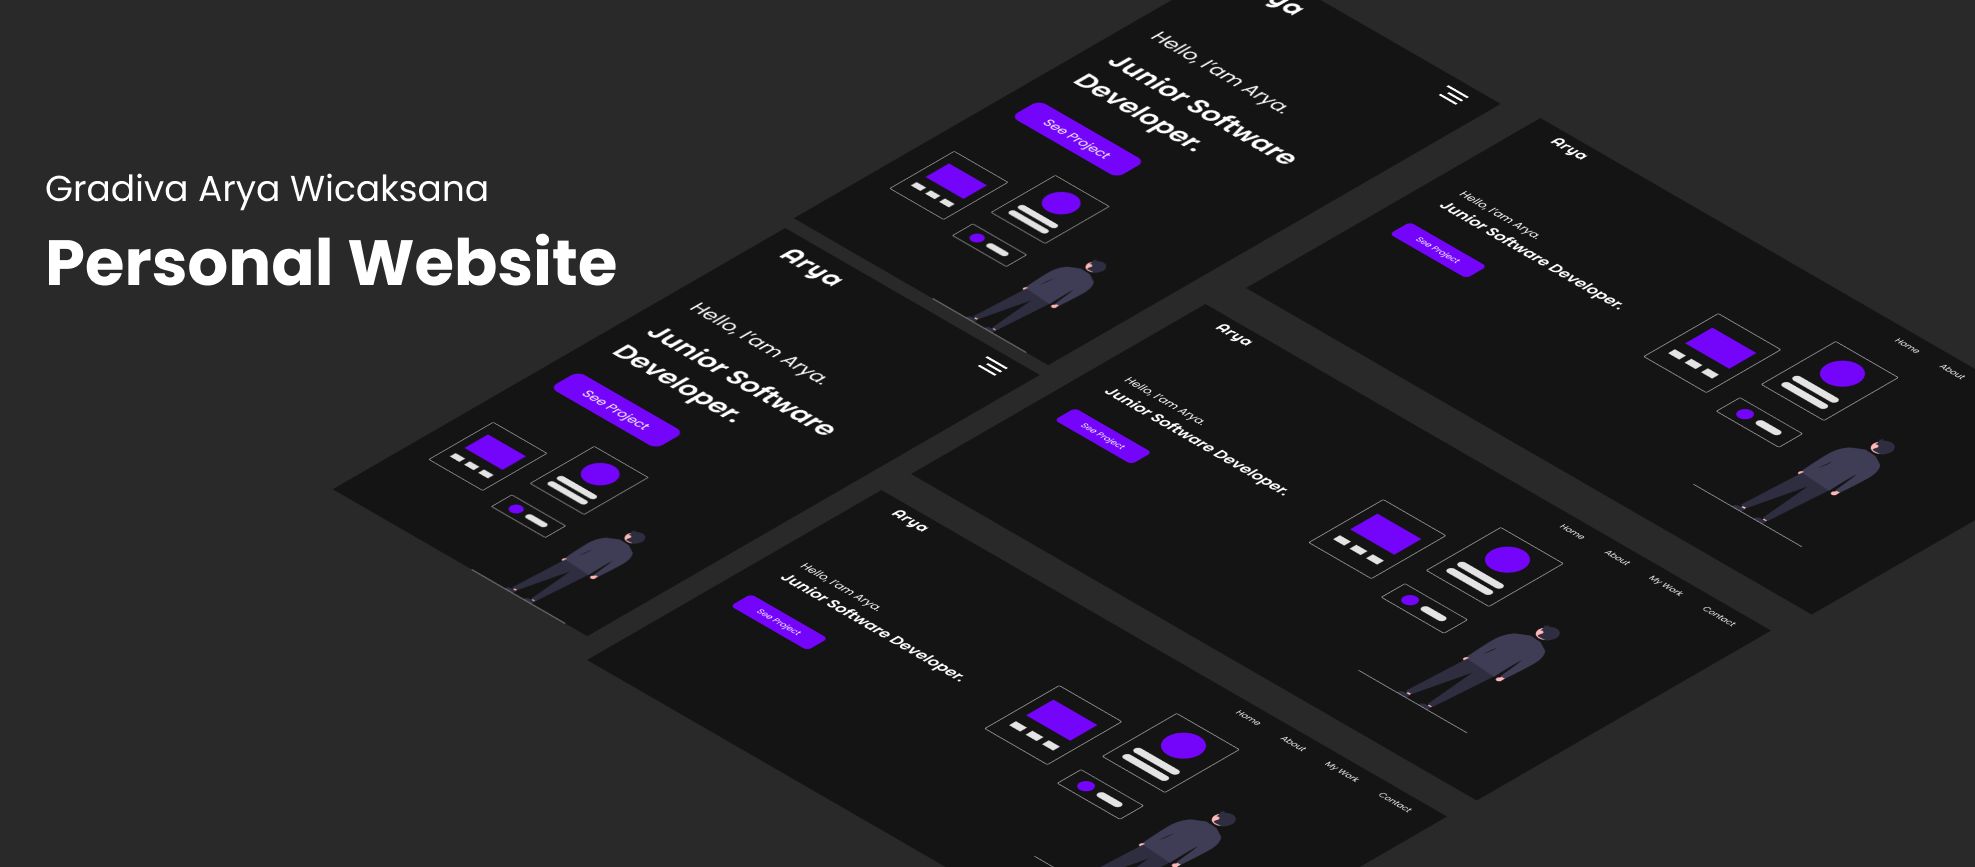 Gradiva Arya Wicaksana
Personal Website
ya
Hello, I'am Arya.
Junior Software
Developer.
See Project
Arya
Hello, I'am Arya.
Junior Software
Developer.
See Project
Arya
Hello, I'am Arya.
Junior Software Developer.
See Project
Home
About
Arya
Hello, I'am Arya.
Junior Software Developer.
See Project
Home
About
My Work
Contact
Arya
Hello, I'am Arya.
Junior Software Developer.
See Project
Home
About
My Work
Contact